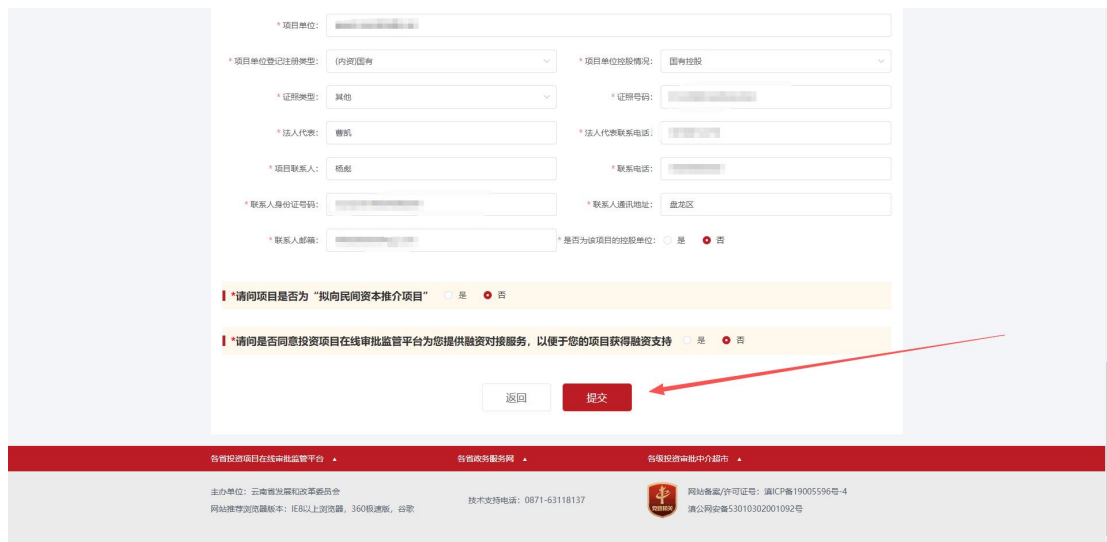 * 项目单位:
* 项目单位登记注册类型: (内资)国有 * 项目单位控股情况: 国有控股
* 证照类型: 其他 * 证照号码:
* 法人代表: 曹凯 * 法人代表联系电话:
* 项目联系人: 杨彪 * 联系电话:
* 联系人身份证号码: * 联系人通讯地址: 盘龙区
* 联系人邮箱: * 是否为该项目的控股单位: 是 否
*请问项目是否为“拟向民间资本推介项目” 是 否
*请问是否同意投资项目在线审批监管平台为您提供融资对接服务，以便于您的项目获得融资支持 是 否
返回 提交
各省投资项目在线审批监管平台 各省政务服务网 各级投资审批中介超市
主办单位：云南省发展和改革委员会
网站推荐浏览器版本：IE8以上浏览器，360极速版，谷歌
技术支持电话：0871-63118137
党政机关
网站备案/许可证号：滇ICP备19005596号-4
滇公网安备53010302001092号